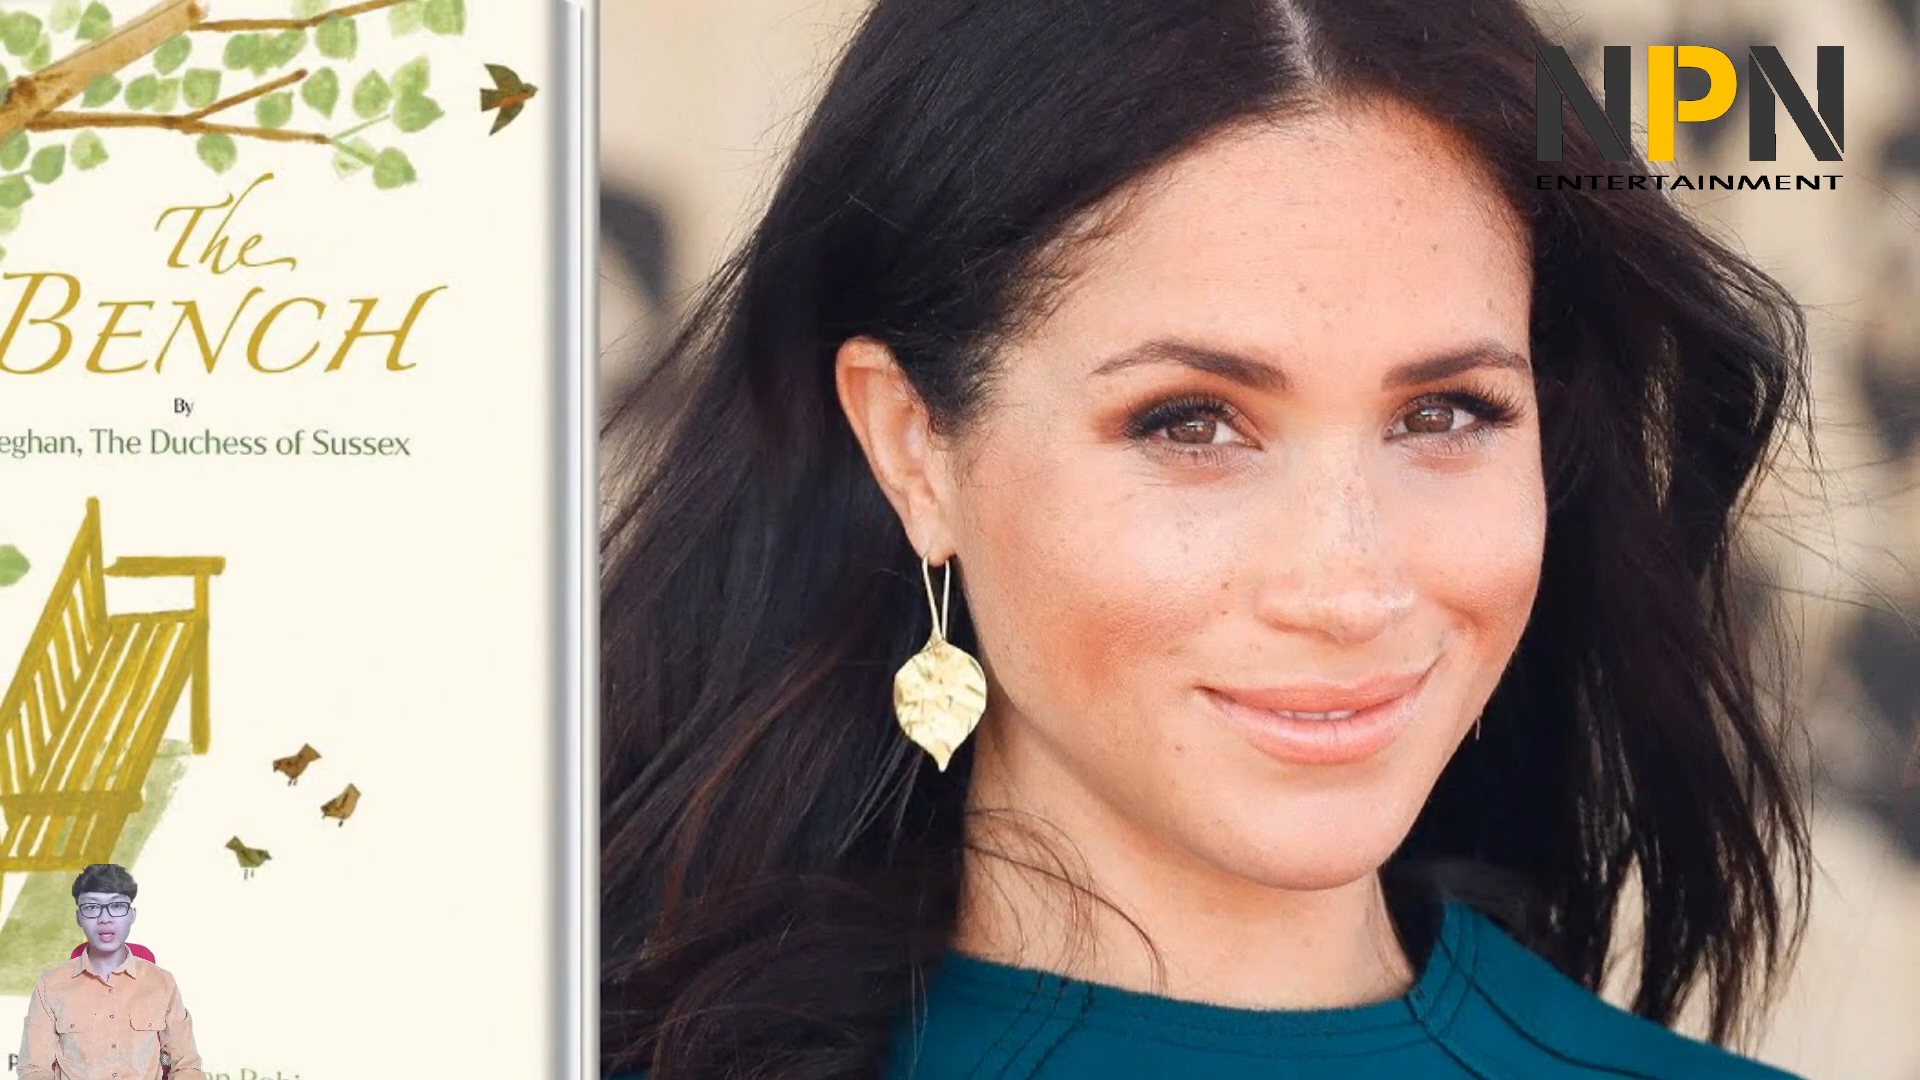 The
BENCH
By
eghan, The Duchess of Sussex
NPN
ENTERTAINMENT